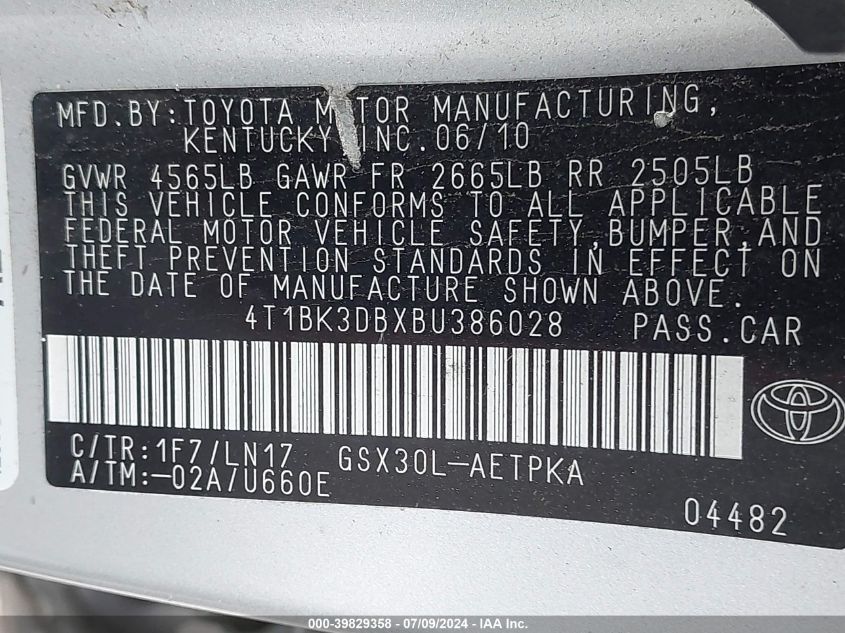 MFD.BY:TOYOTA MOTOR MANUFACTURING,
KENTUCKY, INC.06/10
GVWR 4565LB GAWR FR 2665LB RR 2505LB
THIS VEHICLE CONFORMS TO ALL APPLICABLE
FEDERAL MOTOR VEHICLE SAFETY,BUMPER,AND
THEFT PREVENTION STANDARDS IN EFFECT ON
THE DATE OF MANUFACTURE SHOWN ABOVE.
4T1BK3DBXBU386028 PASS.CAR
C/TR:1F7/LN17 GSX30L-AETPKA
A/TM:-02A/U660E
04482
000-39829358 / 07/09/2024 - IAA Inc.